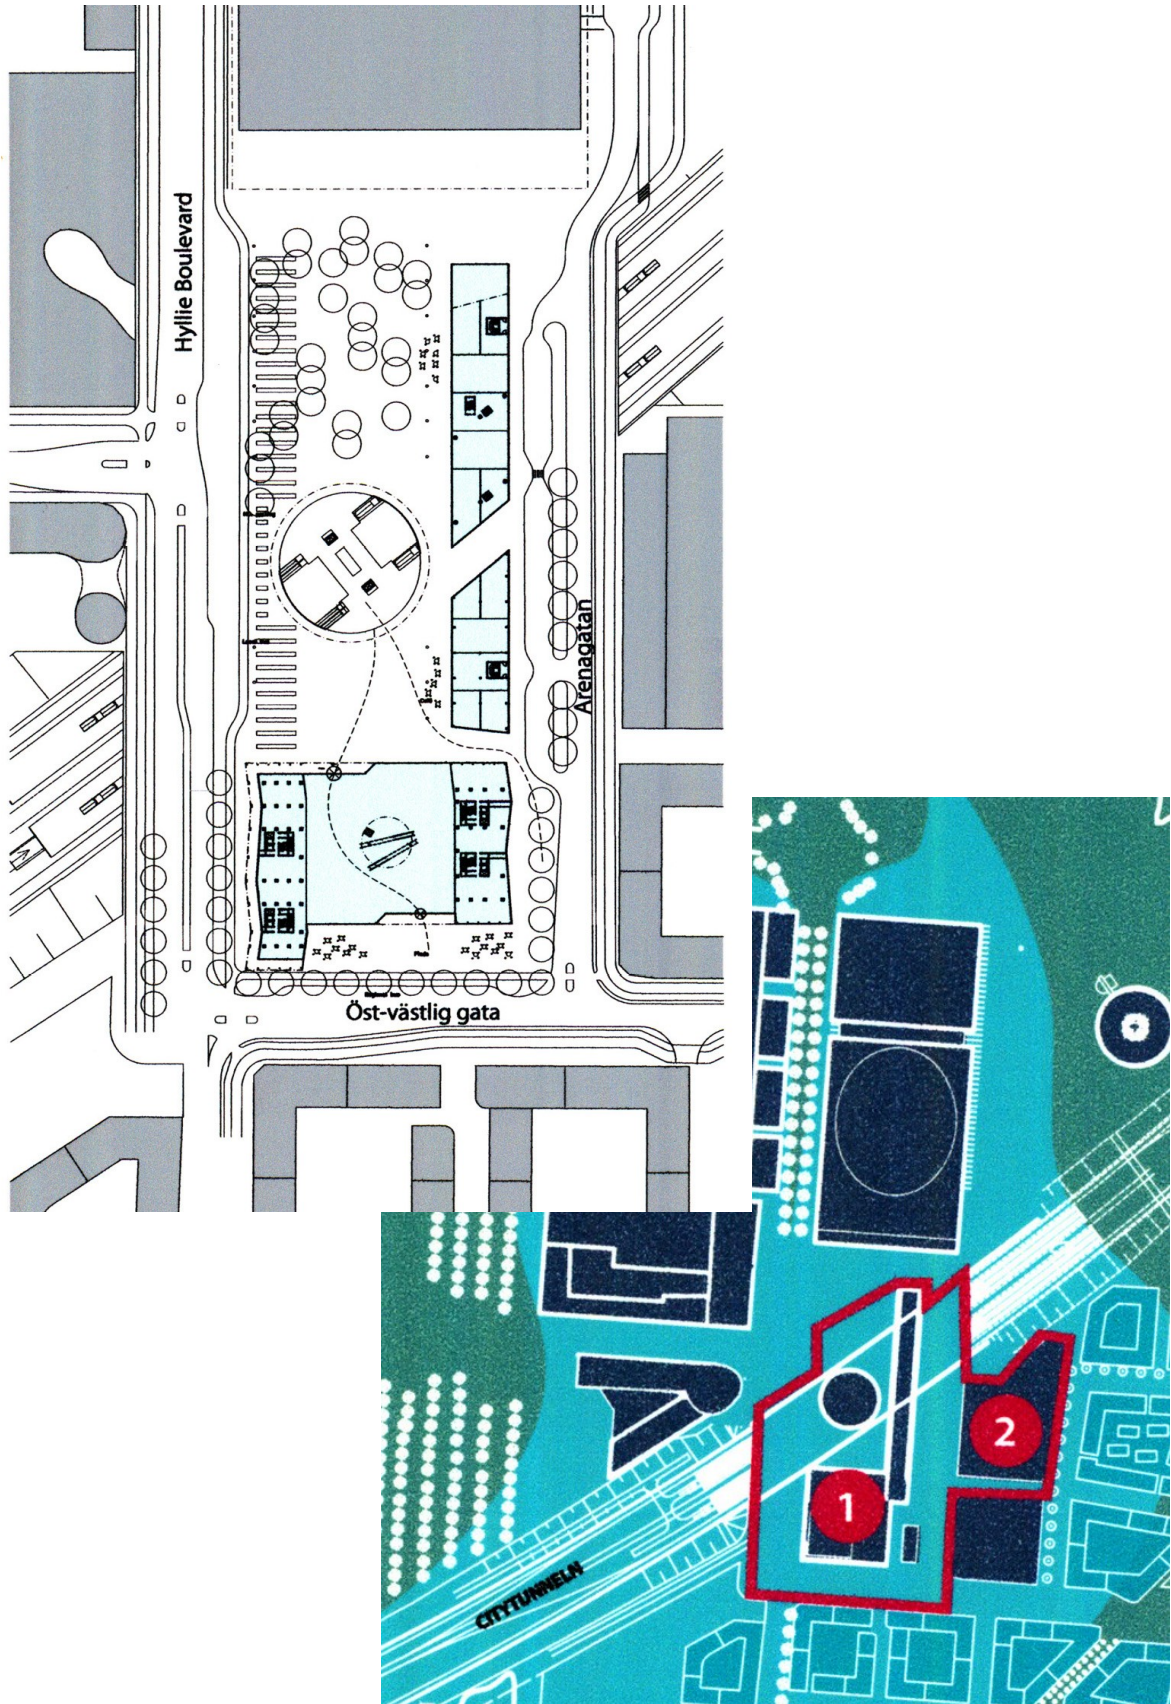 Hyllie Boulevard
Arenagatan
Öst-västlig gata
1
2
CITYTUNNELN